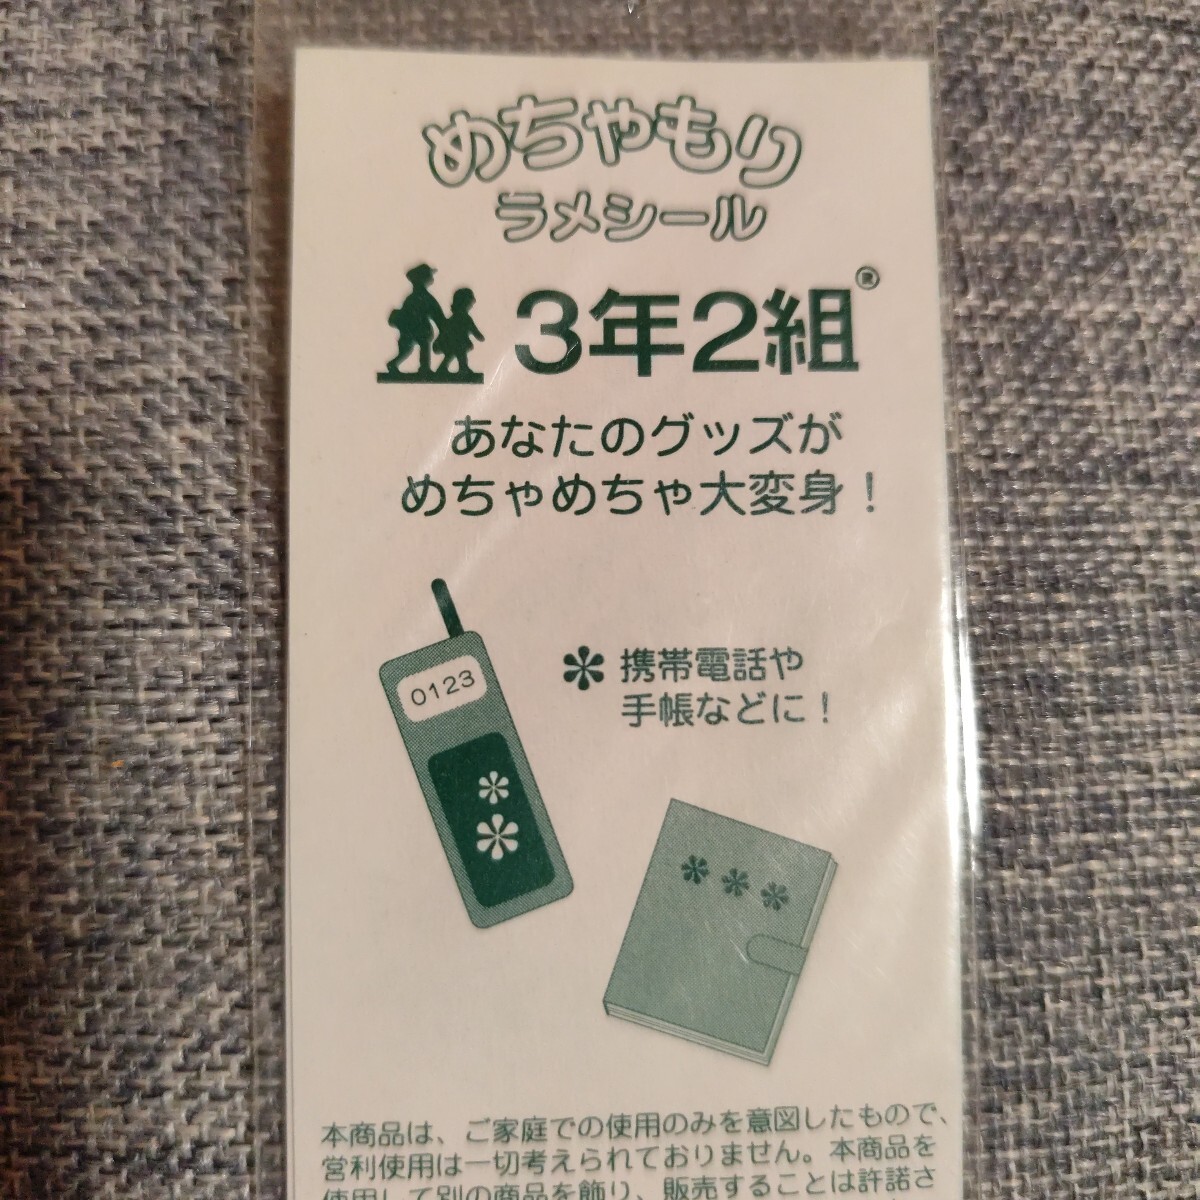 めちゃもり
ラメシール
3年2組®
あなたのグッズが
めちゃめちゃ大変身！
0123
携帯電話や
手帳などに！
本商品は、ご家庭での使用のみを意図したもので、
営利使用は一切考えられておりません。本商品を
使用して別の商品を飾り、販売することは許諾さ